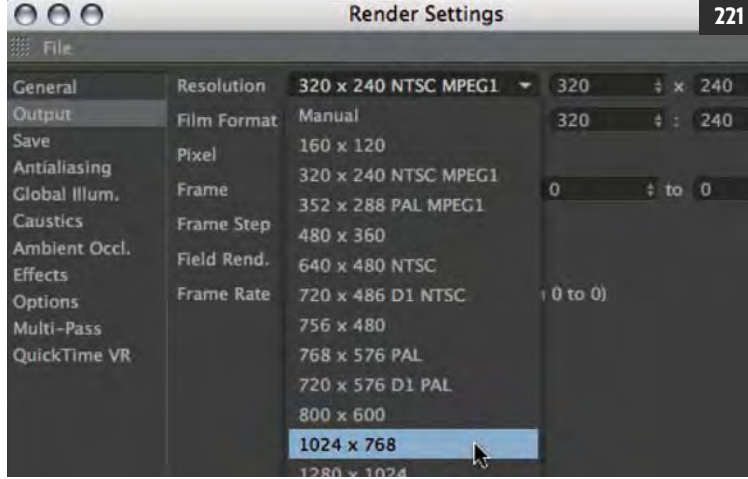 Render Settings
221
File
General
Output
Save
Antialiasing
Global Illum.
Caustics
Ambient Occl.
Effects
Options
Multi-Pass
QuickTime VR
Resolution 320 x 240 NTSC MPEG1 320 x 240
Film Format 320 : 240
Pixel
Frame 0 to 0
Frame Step
Field Rend.
Frame Rate 0 to 0)
Manual
160 x 120
320 x 240 NTSC MPEG1
352 x 288 PAL MPEG1
480 x 360
640 x 480 NTSC
720 x 486 D1 NTSC
756 x 480
768 x 576 PAL
720 x 576 D1 PAL
800 x 600
1024 x 768
1280 x 1024